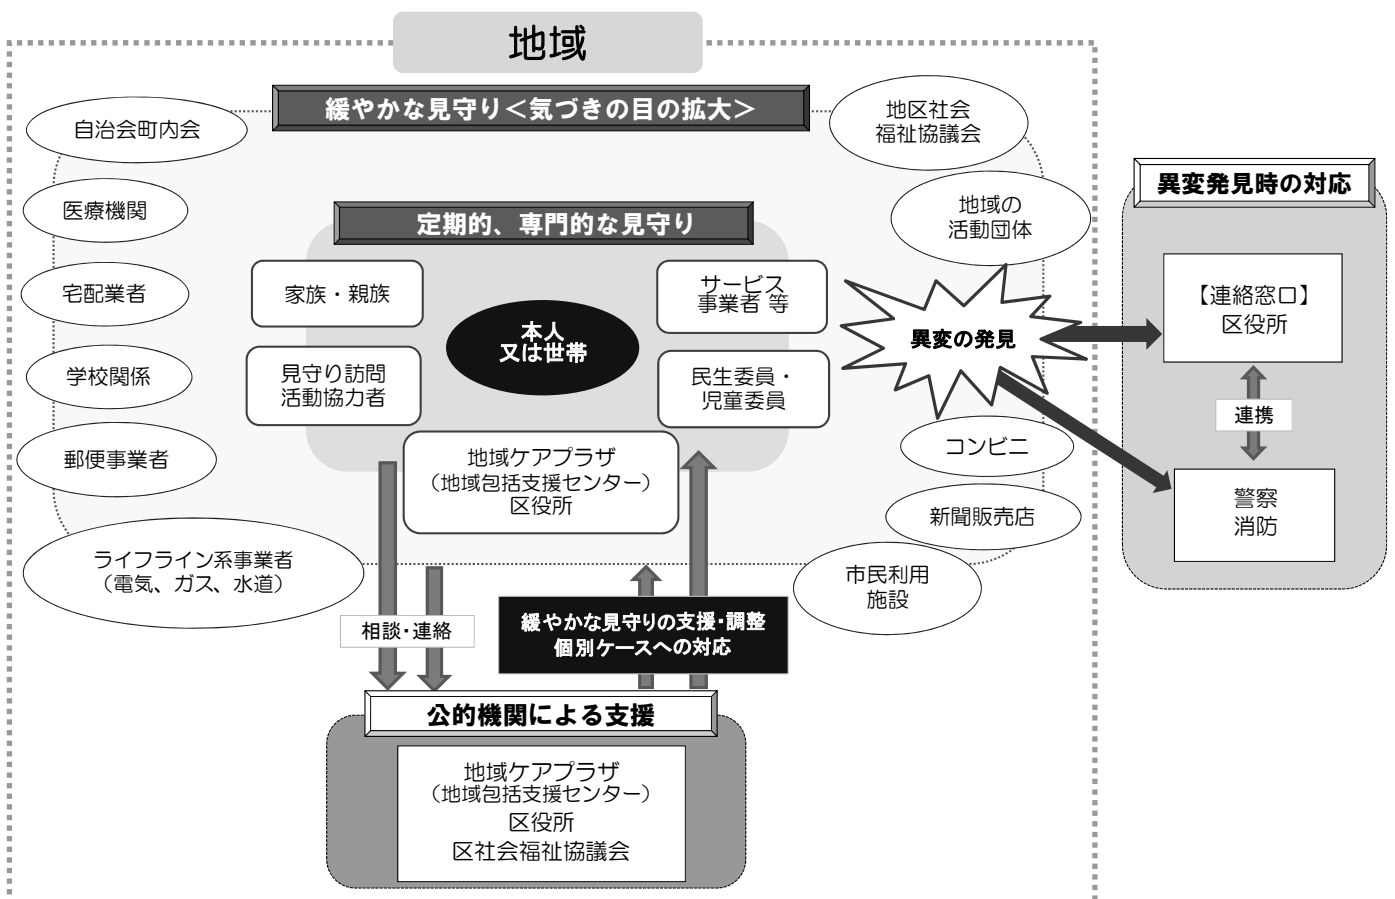 地域
緩やかな見守り＜気づきの目の拡大＞
自治会町内会
医療機関
宅配業者
学校関係
郵便事業者
ライフライン系事業者
（電気、ガス、水道）
地区社会
福祉協議会
地域の
活動団体
定期的、専門的な見守り
家族・親族
見守り訪問
活動協力者
本人
又は世帯
サービス
事業者 等
民生委員・
児童委員
地域ケアプラザ
（地域包括支援センター）
区役所
異変の発見
コンビニ
新聞販売店
市民利用
施設
異変発見時の対応
【連絡窓口】
区役所
連携
警察
消防
相談・連絡
緩やかな見守りの支援・調整
個別ケースへの対応
公的機関による支援
地域ケアプラザ
（地域包括支援センター）
区役所
区社会福祉協議会